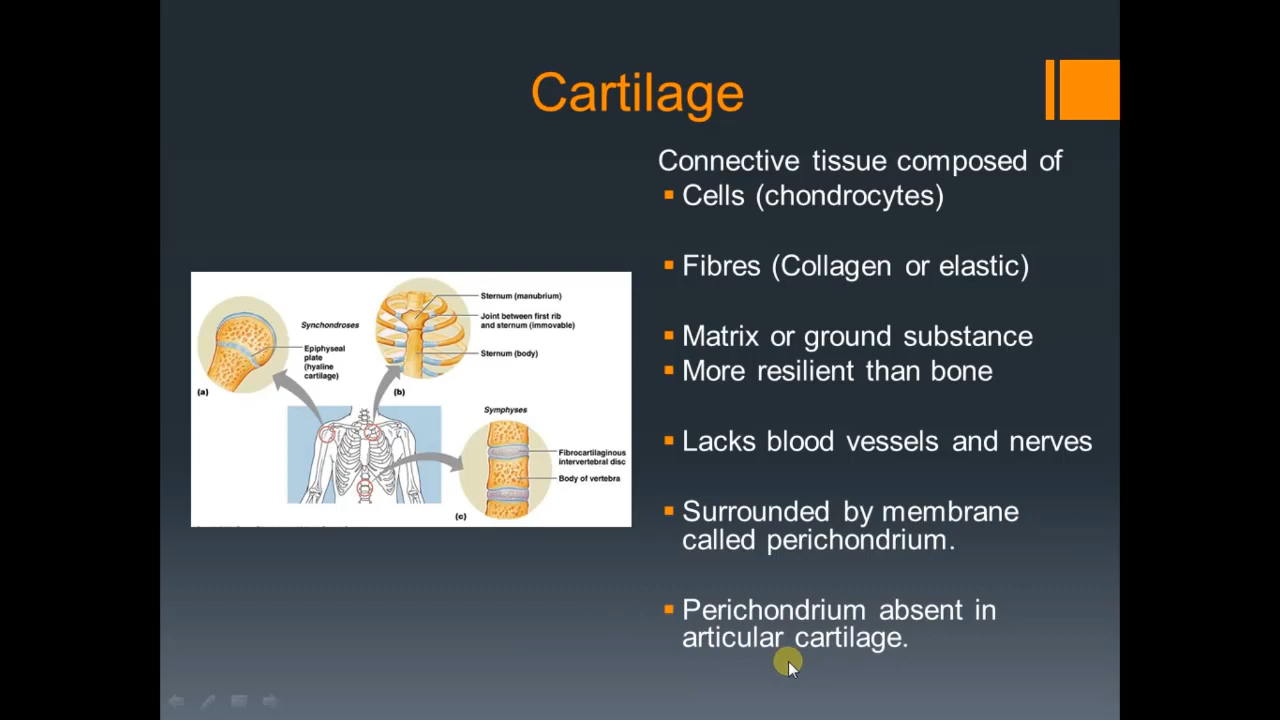 Cartilage
Connective tissue composed of
Cells (chondrocytes)
Fibres (Collagen or elastic)
Matrix or ground substance
More resilient than bone
Lacks blood vessels and nerves
Surrounded by membrane
called perichondrium.
Perichondrium absent in
articular cartilage.
Synchondroses
Epiphyseal
plate
(hyaline
cartilage)
(a)
Sternum (manubrium)
Joint between first rib
and sternum (immovable)
Sternum (body)
(b)
Symphyses
Fibrocartilaginous
intervertebral disc
Body of vertebra
(c)